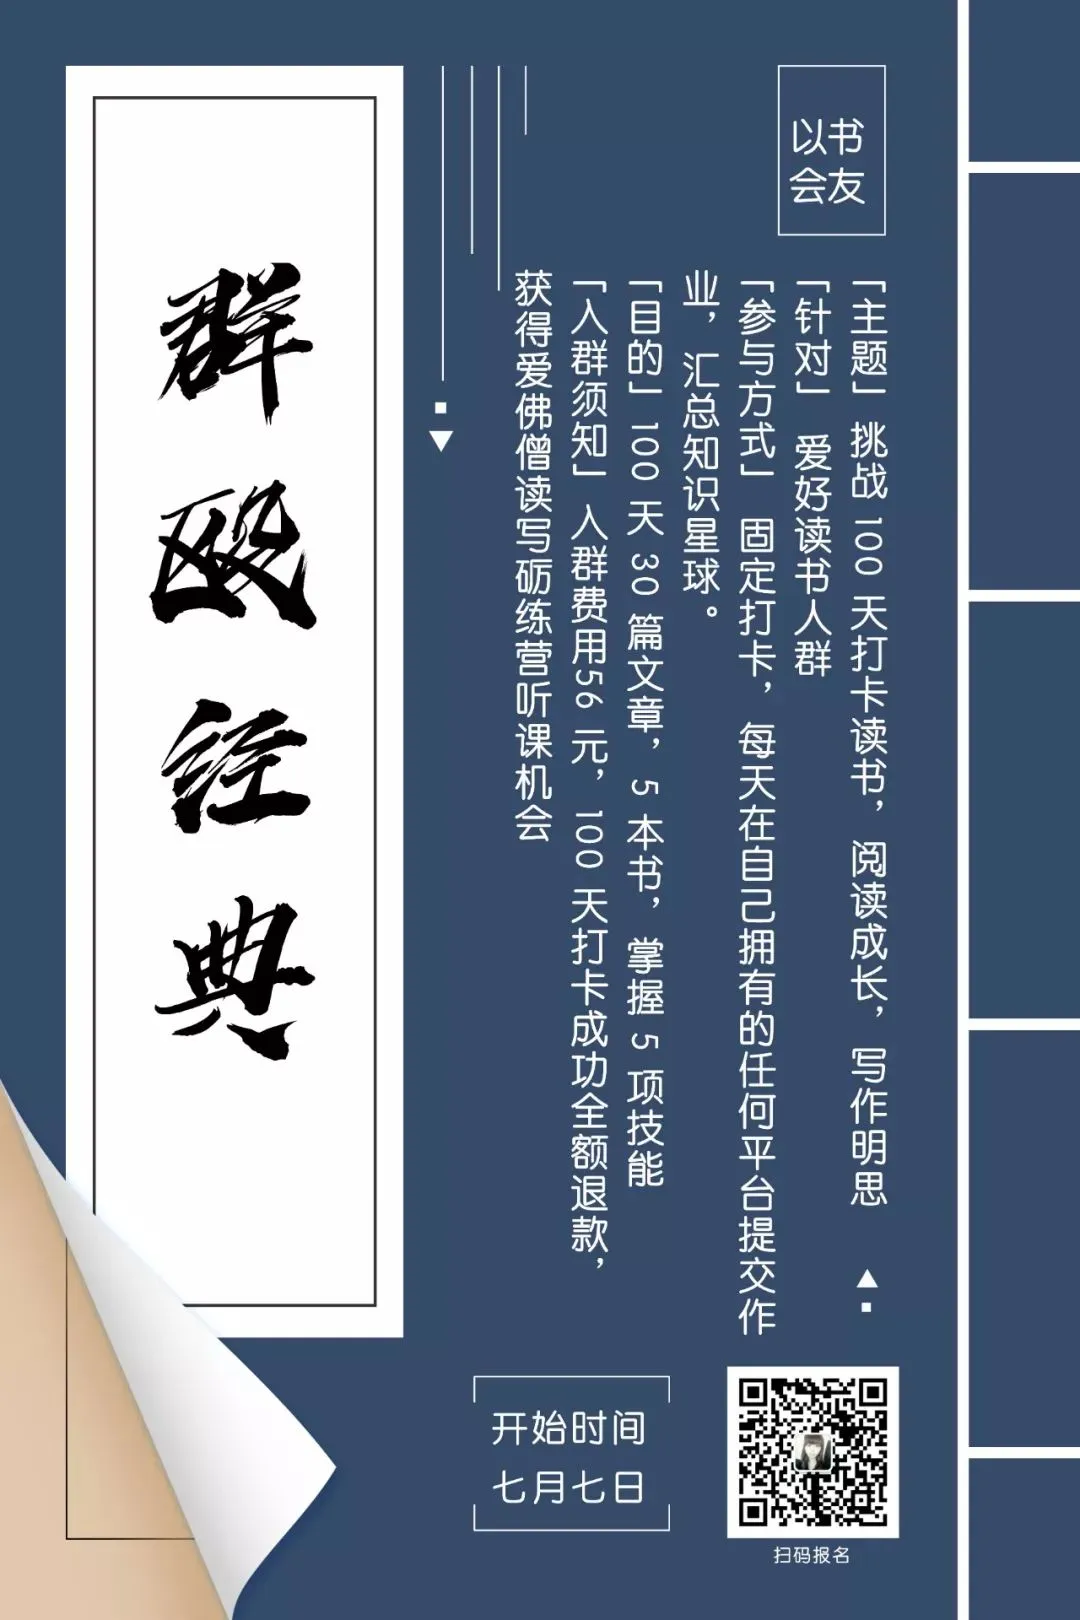 以书
会友
「主题」挑战 100 天打卡读书，阅读成长，写作明思
「针对」 爱好读书人群
「参与方式」 固定打卡，每天在自己拥有的任何平台提交作
业，汇总知识星球。
「目的」100 天 30 篇文章，5 本书，掌握 5 项技能
「入群须知」入群费用56 元，100 天打卡成功全额退款，
获得爱佛僧读写砺练营听课机会
群殴经典
开始时间
七月七日
扫码报名